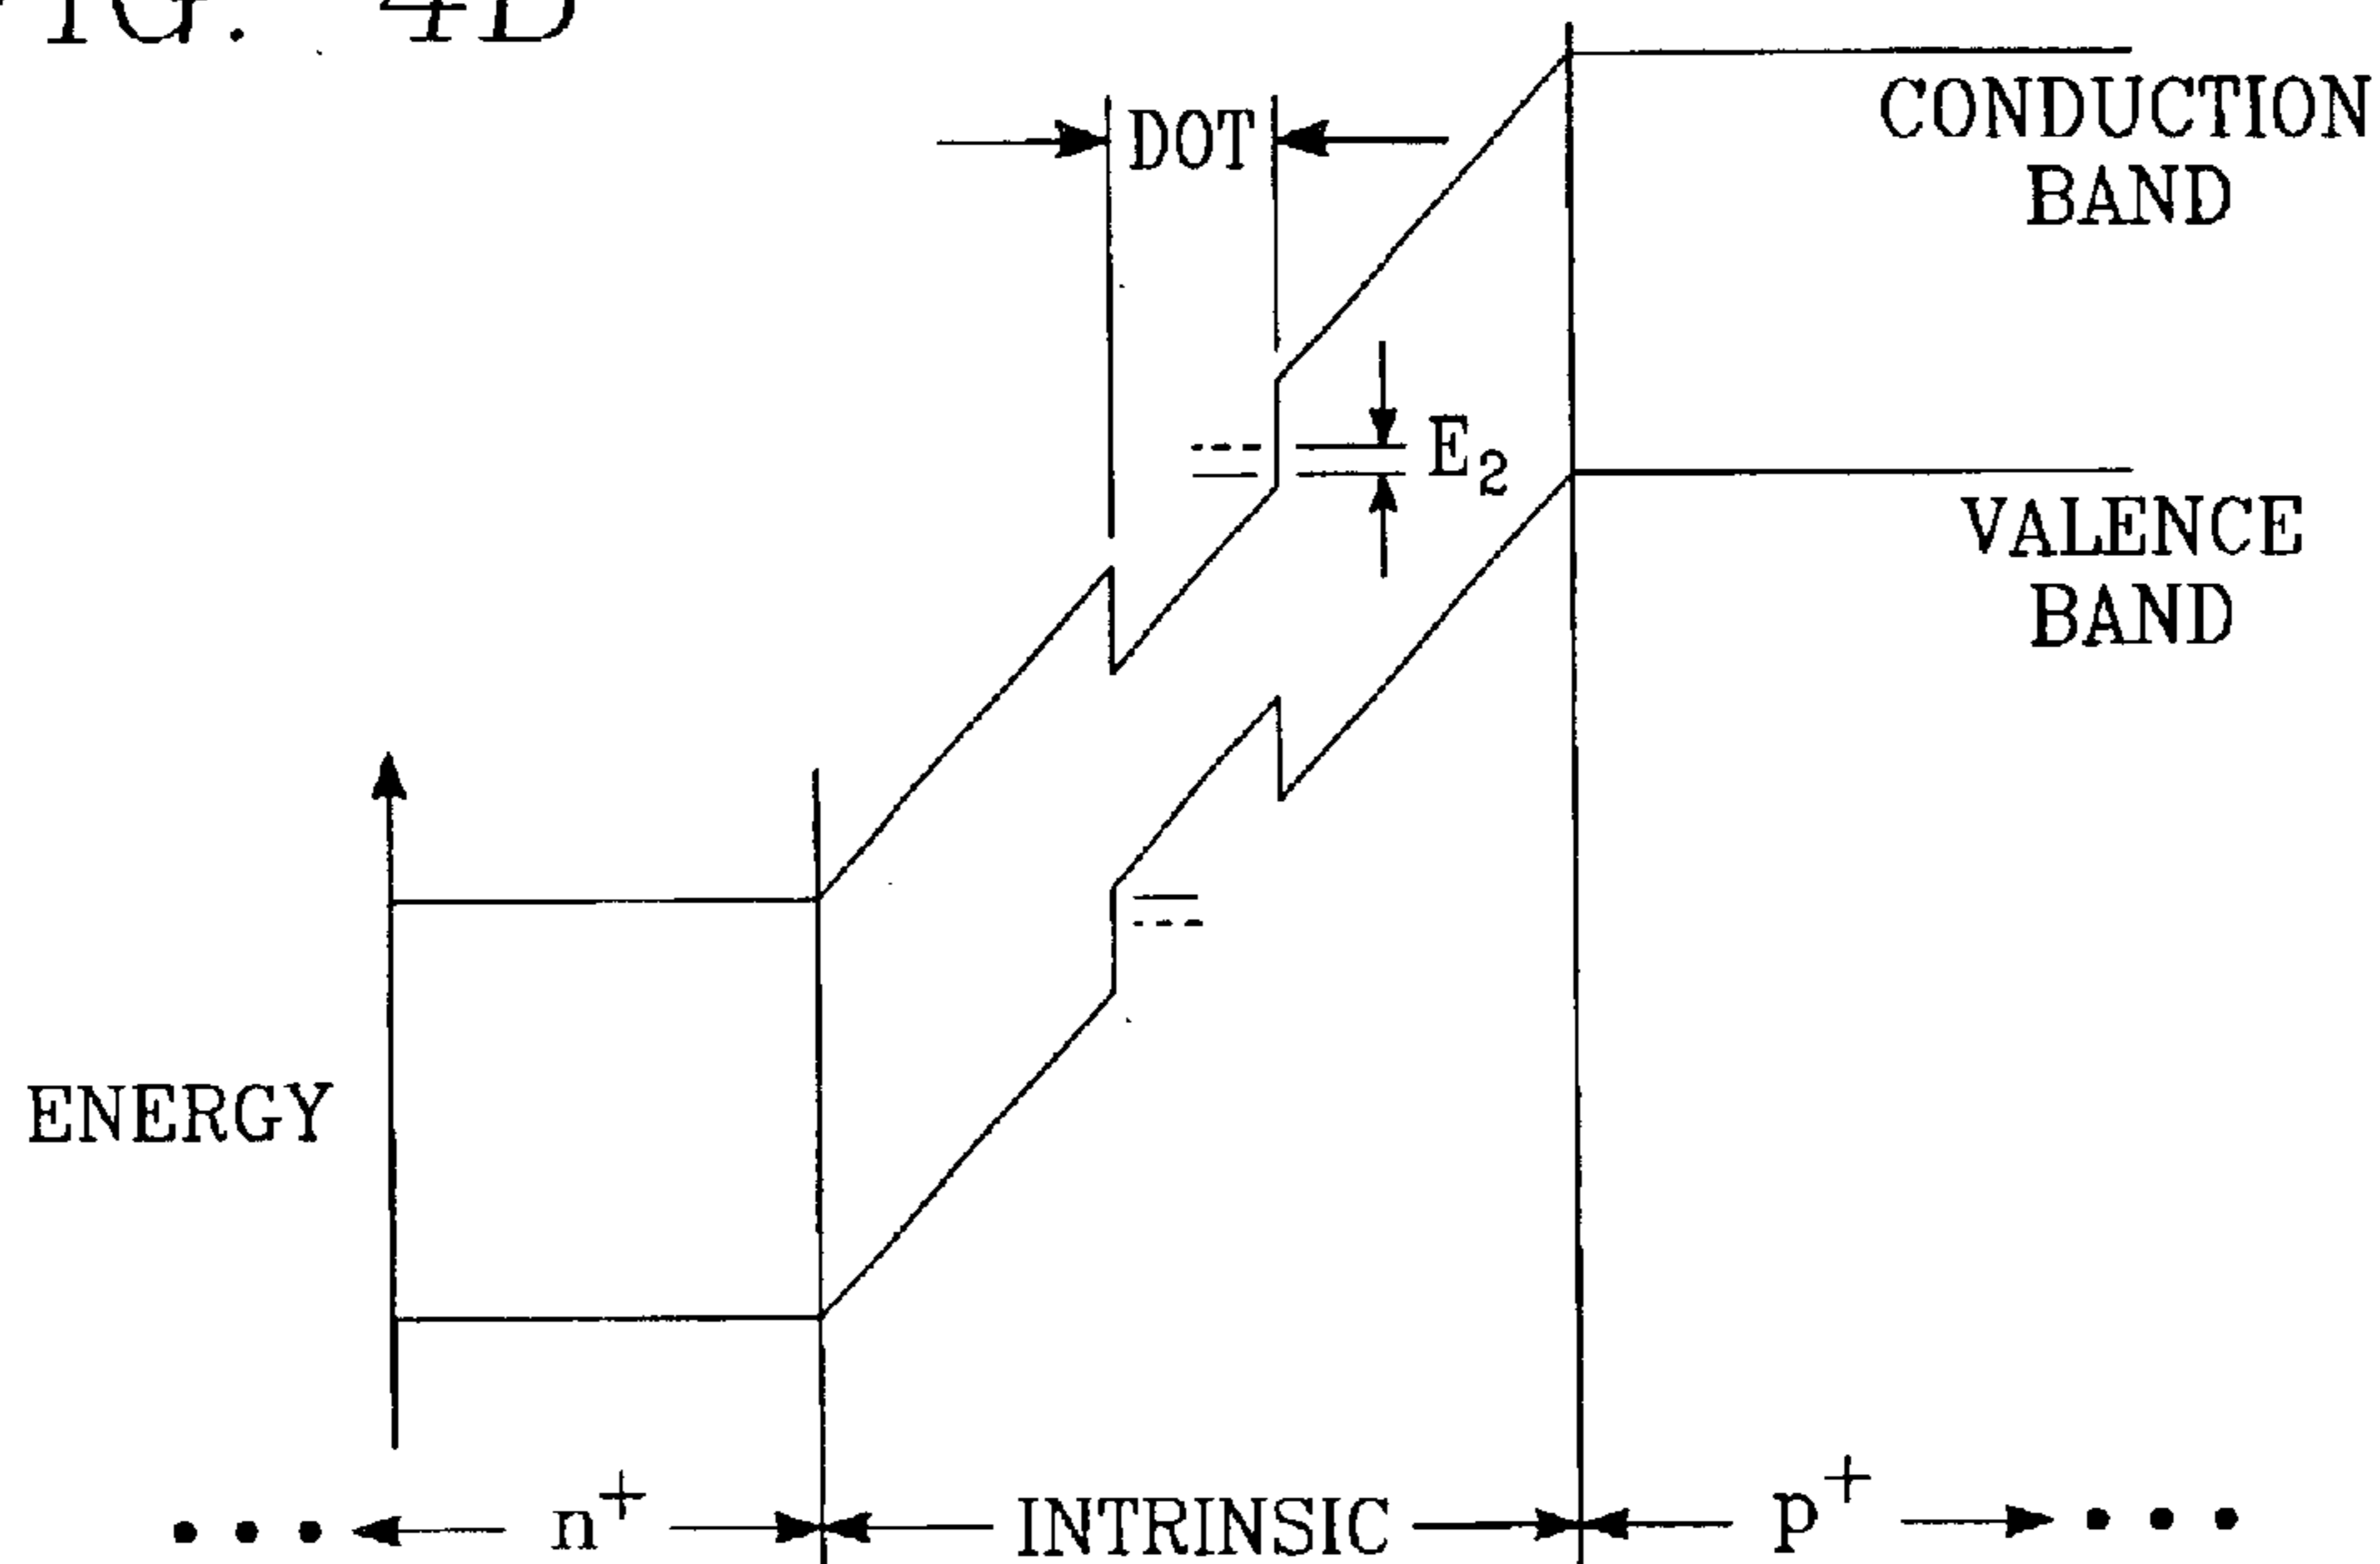 FIG. 4D
DOT
CONDUCTION
BAND
E2
VALENCE
BAND
ENERGY
n+
INTRINSIC
p+